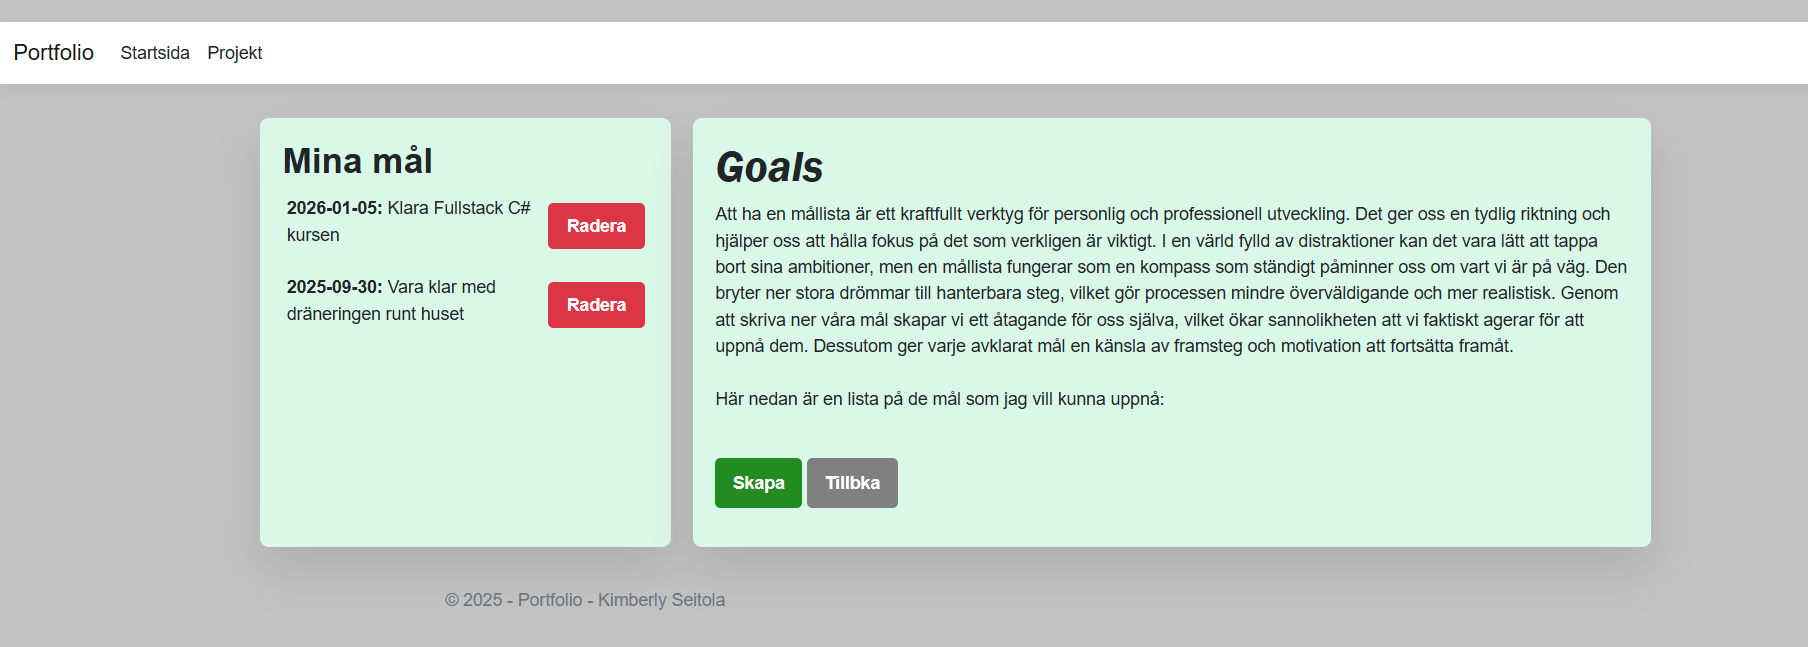 Portfolio Startsida Projekt
Mina mål
2026-01-05: Klara Fullstack C#
kursen
Radera
2025-09-30: Vara klar med
dräneringen runt huset
Radera
Goals
Att ha en mållista är ett kraftfullt verktyg för personlig och professionell utveckling. Det ger oss en tydlig riktning och
hjälper oss att hålla fokus på det som verkligen är viktigt. I en värld fylld av distraktioner kan det vara lätt att tappa
bort sina ambitioner, men en mållista fungerar som en kompass som ständigt påminner oss om vart vi är på väg. Den
bryter ner stora drömmar till hanterbara steg, vilket gör processen mindre överväldigande och mer realistisk. Genom
att skriva ner våra mål skapar vi ett åtagande för oss själva, vilket ökar sannolikheten att vi faktiskt agerar för att
uppnå dem. Dessutom ger varje avklarat mål en känsla av framsteg och motivation att fortsätta framåt.
Här nedan är en lista på de mål som jag vill kunna uppnå:
Skapa Tillbka
© 2025 - Portfolio - Kimberly Seitola